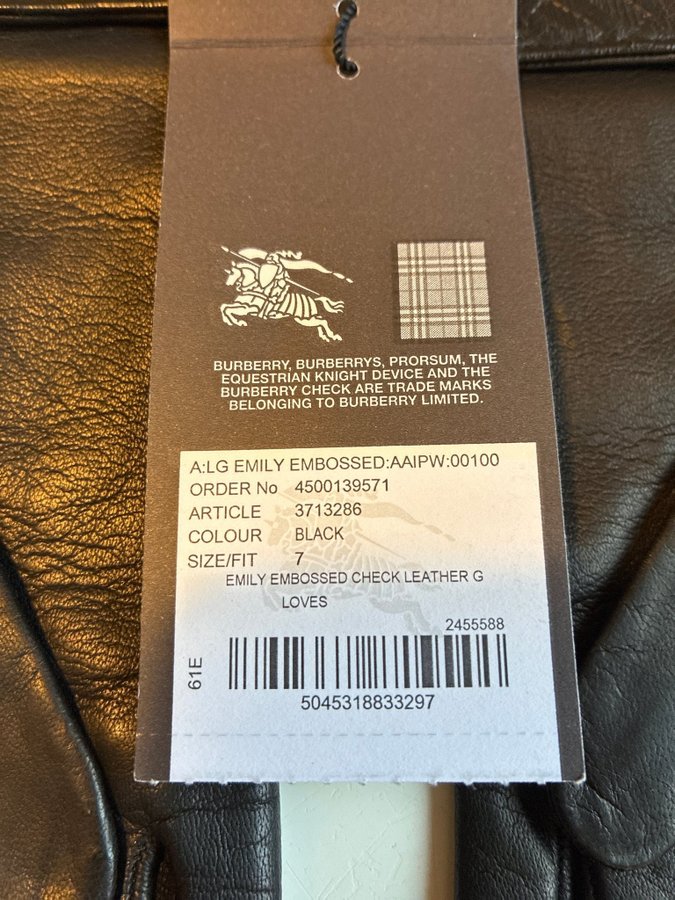 BURBERRY, BURBERRYS, PRORSUM, THE
EQUESTRIAN KNIGHT DEVICE AND THE
BURBERRY CHECK ARE TRADE MARKS
BELONGING TO BURBERRY LIMITED.
A:LG EMILY EMBOSSED:AAIPW:00100
ORDER No 4500139571
ARTICLE 3713286
COLOUR BLACK
SIZE/FIT 7
EMILY EMBOSSED CHECK LEATHER G
LOVES
2455588
61E
5045318833297